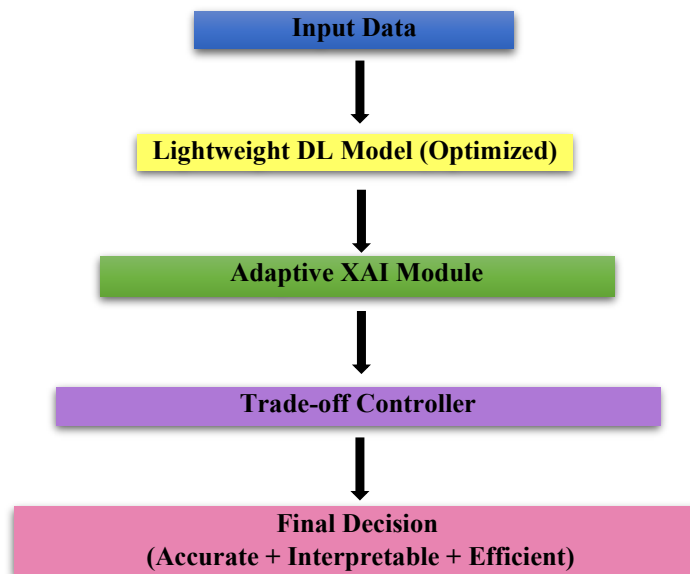 Input Data
Lightweight DL Model (Optimized)
Adaptive XAI Module
Trade-off Controller
Final Decision
(Accurate + Interpretable + Efficient)